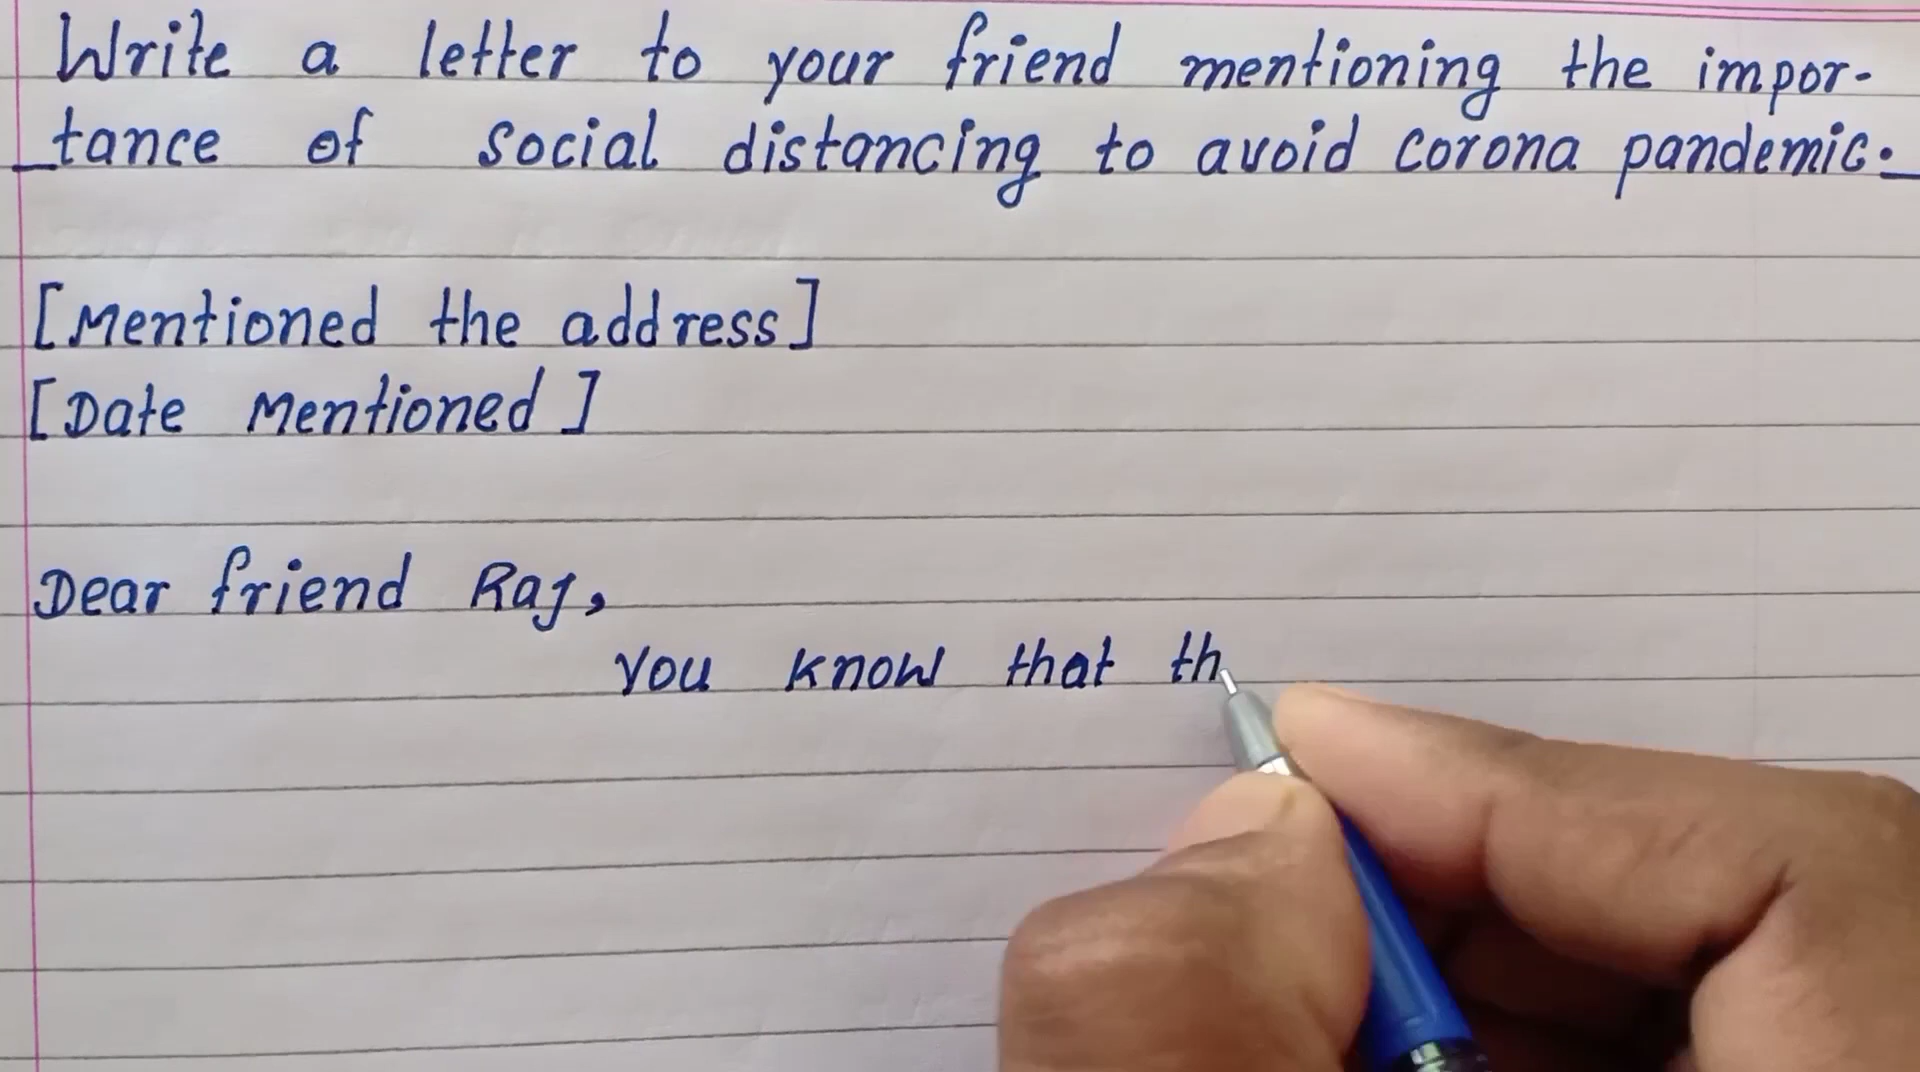 Write a letter to your friend mentioning the impor-
tance of social distancing to avoid corona pandemic.
[Mentioned the address]
[Date Mentioned]
Dear friend Raj,
You know that th